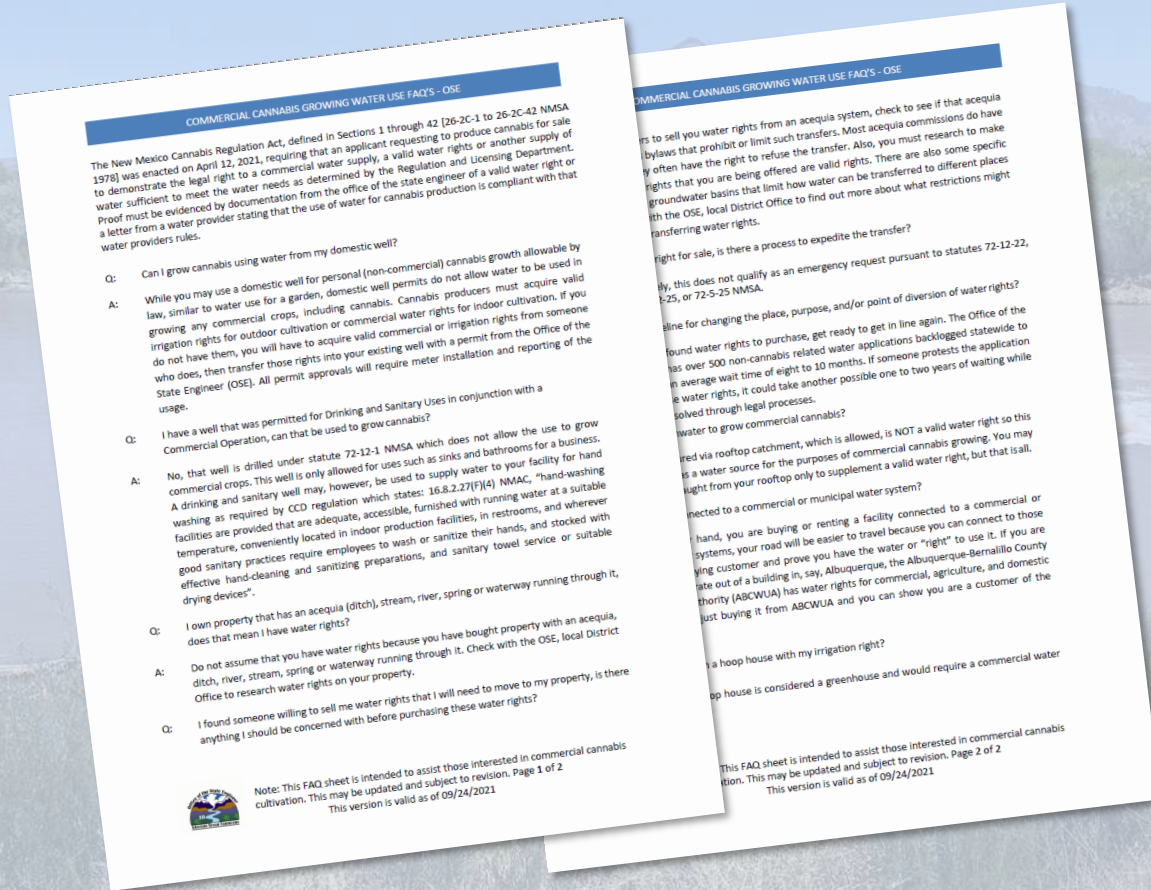 COMMERCIAL CANNABIS GROWING WATER USE FAQ'S - OSE
The New Mexico Cannabis Regulation Act, defined in Sections 1 through 42 [26-2C-1 to 26-2C-42 NMSA
1978] was enacted on April 12, 2021, requiring that an applicant requesting to produce cannabis for sale
to demonstrate the legal right to a commercial water supply, a valid water rights or another supply of
water sufficient to meet the water needs as determined by the Regulation and Licensing Department.
Proof must be evidenced by documentation from the office of the state engineer of a valid water right or
a letter from a water provider stating that the use of water for cannabis production is compliant with that
water providers rules.
Q: Can I grow cannabis using water from my domestic well?
A: While you may use a domestic well for personal (non-commercial) cannabis growth allowable by
law, similar to water use for a garden, domestic well permits do not allow water to be used in
growing any commercial crops, including cannabis. Cannabis producers must acquire valid
irrigation rights for outdoor cultivation or commercial water rights for indoor cultivation. If you
do not have them, you will have to acquire valid commercial or irrigation rights from someone
who does, then transfer those rights into your existing well with a permit from the Office of the
State Engineer (OSE). All permit approvals will require meter installation and reporting of the
usage.
Q: I have a well that was permitted for Drinking and Sanitary Uses in conjunction with a
Commercial Operation, can that be used to grow cannabis?
A: No, that well is drilled under statute 72-12-1 NMSA which does not allow the use to grow
commercial crops. This well is only allowed for uses such as sinks and bathrooms for a business.
A drinking and sanitary well may, however, be used to supply water to your facility for hand
washing as required by CCD regulation which states: 16.8.2.27(F)(4) NMAC, "hand-washing
facilities are provided that are adequate, accessible, furnished with running water at a suitable
temperature, conveniently located in indoor production facilities, in restrooms, and wherever
good sanitary practices require employees to wash or sanitize their hands, and stocked with
effective hand-cleaning and sanitizing preparations, and sanitary towel service or suitable
drying devices".
Q: I own property that has an acequia (ditch), stream, river, spring or waterway running through it,
does that mean I have water rights?
A: Do not assume that you have water rights because you have bought property with an acequia,
ditch, river, stream, spring or waterway running through it. Check with the OSE, local District
Office to research water rights on your property.
Q: I found someone willing to sell me water rights that I will need to move to my property, is there
anything I should be concerned with before purchasing these water rights?
Note: This FAQ sheet is intended to assist those interested in commercial cannabis
cultivation. This may be updated and subject to revision. Page 1 of 2
This version is valid as of 09/24/2021
COMMERCIAL CANNABIS GROWING WATER USE FAQ'S - OSE
to sell you water rights from an acequia system, check to see if that acequia
bylaws that prohibit or limit such transfers. Most acequia commissions do have
often have the right to refuse the transfer. Also, you must research to make
rights that you are being offered are valid rights. There are also some specific
groundwater basins that limit how water can be transferred to different places
with the OSE, local District Office to find out more about what restrictions might
transferring water rights.
right for sale, is there a process to expedite the transfer?
this does not qualify as an emergency request pursuant to statutes 72-12-22,
-25, or 72-5-25 NMSA.
line for changing the place, purpose, and/or point of diversion of water rights?
found water rights to purchase, get ready to get in line again. The Office of the
has over 500 non-cannabis related water applications backlogged statewide to
average wait time of eight to 10 months. If someone protests the application
water rights, it could take another possible one to two years of waiting while
solved through legal processes.
water to grow commercial cannabis?
red via rooftop catchment, which is allowed, is NOT a valid water right so this
as a water source for the purposes of commercial cannabis growing. You may
aught from your rooftop only to supplement a valid water right, but that is all.
nnected to a commercial or municipal water system?
hand, you are buying or renting a facility connected to a commercial or
systems, your road will be easier to travel because you can connect to those
ying customer and prove you have the water or "right" to use it. If you are
ate out of a building in, say, Albuquerque, the Albuquerque-Bernalillo County
thority (ABCWUA) has water rights for commercial, agriculture, and domestic
just buying it from ABCWUA and you can show you are a customer of the
a hoop house with my irrigation right?
op house is considered a greenhouse and would require a commercial water
This FAQ sheet is intended to assist those interested in commercial cannabis
tion. This may be updated and subject to revision. Page 2 of 2
This version is valid as of 09/24/2021